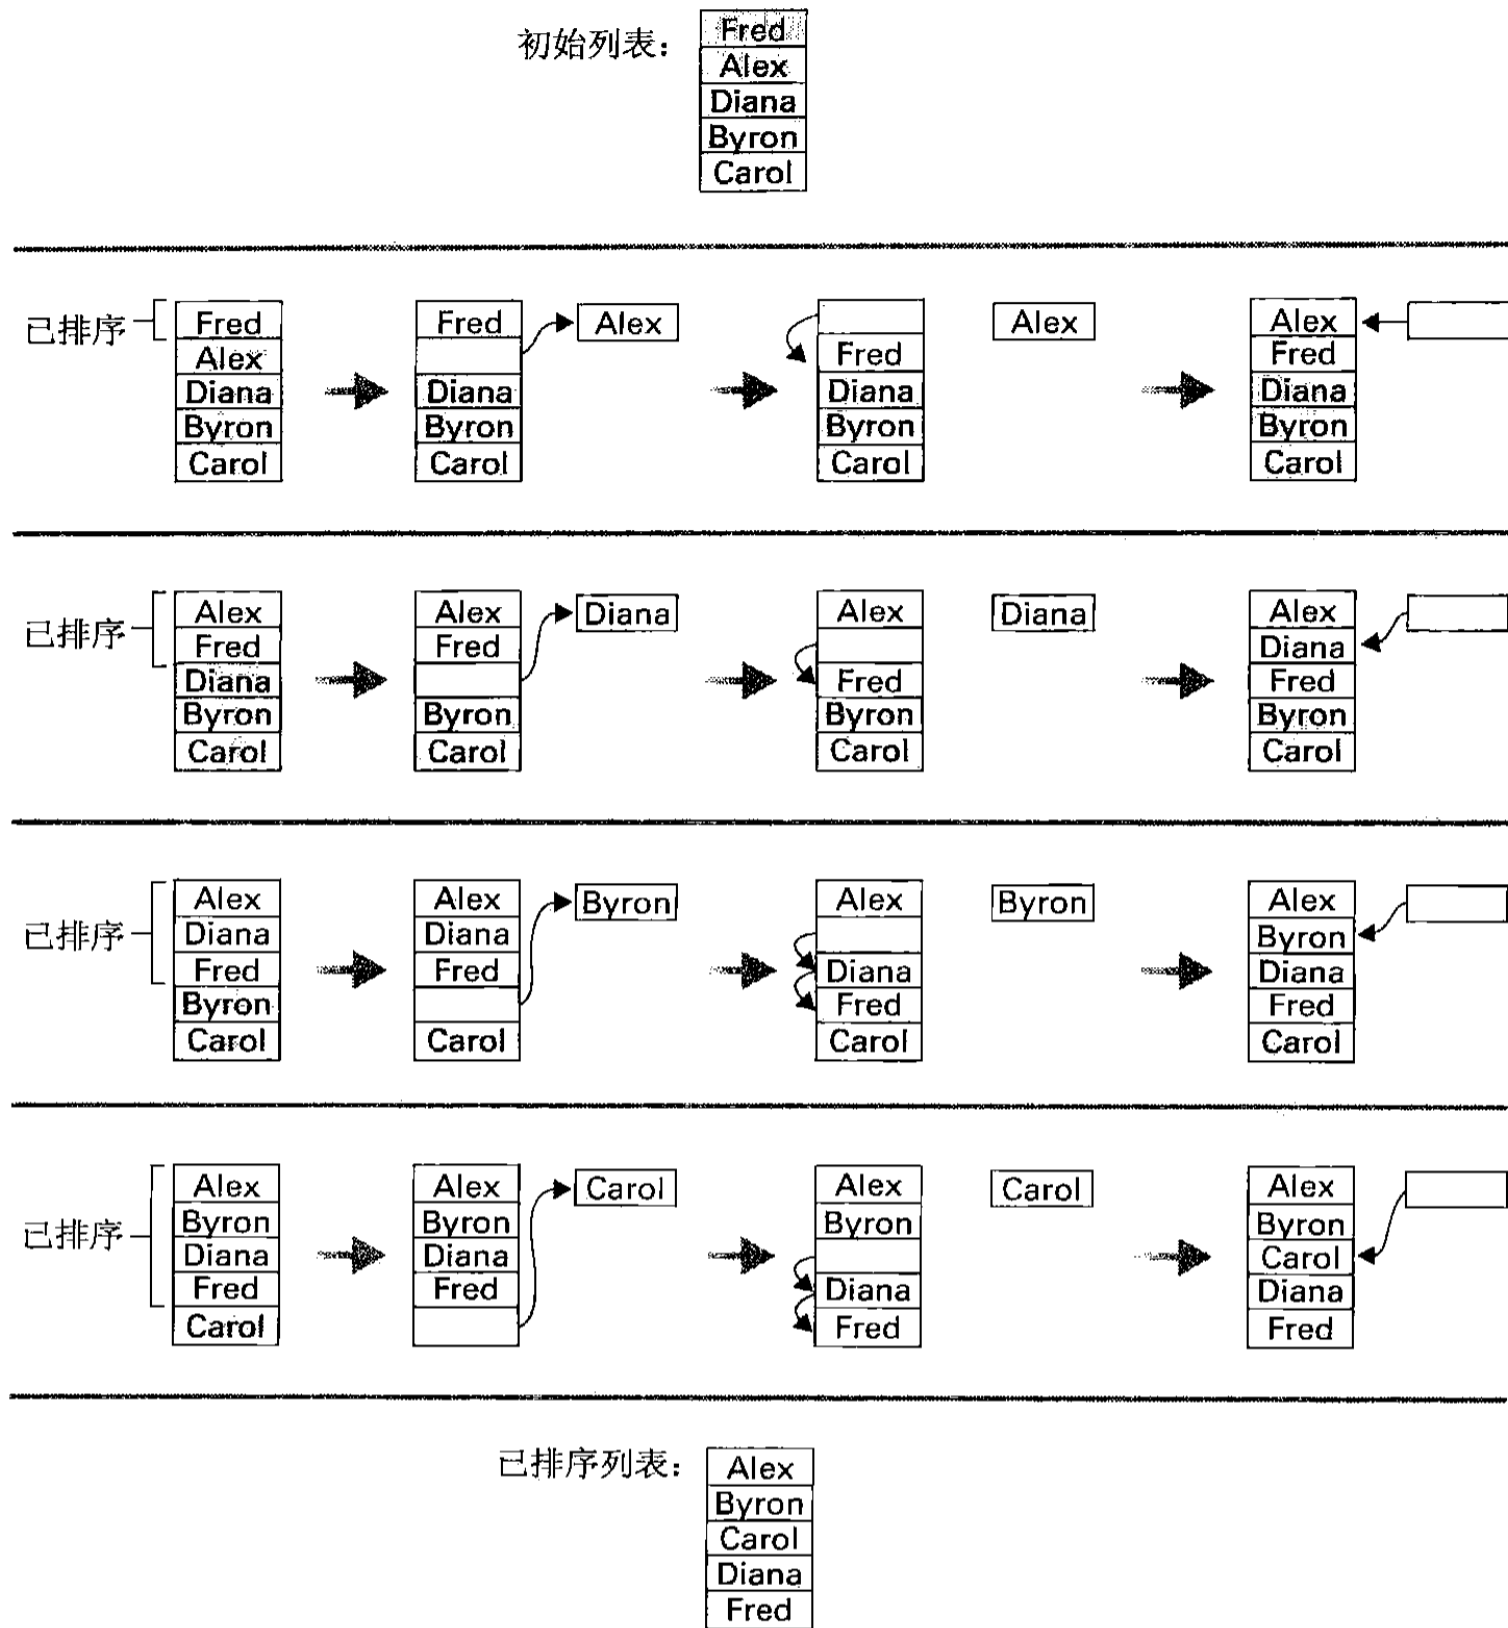 初始列表：
Fred
Alex
Diana
Byron
Carol
已排序
Fred
Alex
Diana
Byron
Carol
Fred
Diana
Byron
Carol
Alex
Fred
Diana
Byron
Carol
Alex
Alex
Fred
Diana
Byron
Carol
已排序
Alex
Fred
Diana
Byron
Carol
Alex
Fred
Byron
Carol
Diana
Alex
Fred
Byron
Carol
Diana
Alex
Diana
Fred
Byron
Carol
已排序
Alex
Diana
Fred
Byron
Carol
Alex
Diana
Fred
Carol
Byron
Alex
Diana
Fred
Carol
Byron
Alex
Byron
Diana
Fred
Carol
已排序
Alex
Byron
Diana
Fred
Carol
Alex
Byron
Diana
Fred
Carol
Alex
Byron
Diana
Fred
Carol
Alex
Byron
Carol
Diana
Fred
已排序列表：
Alex
Byron
Carol
Diana
Fred